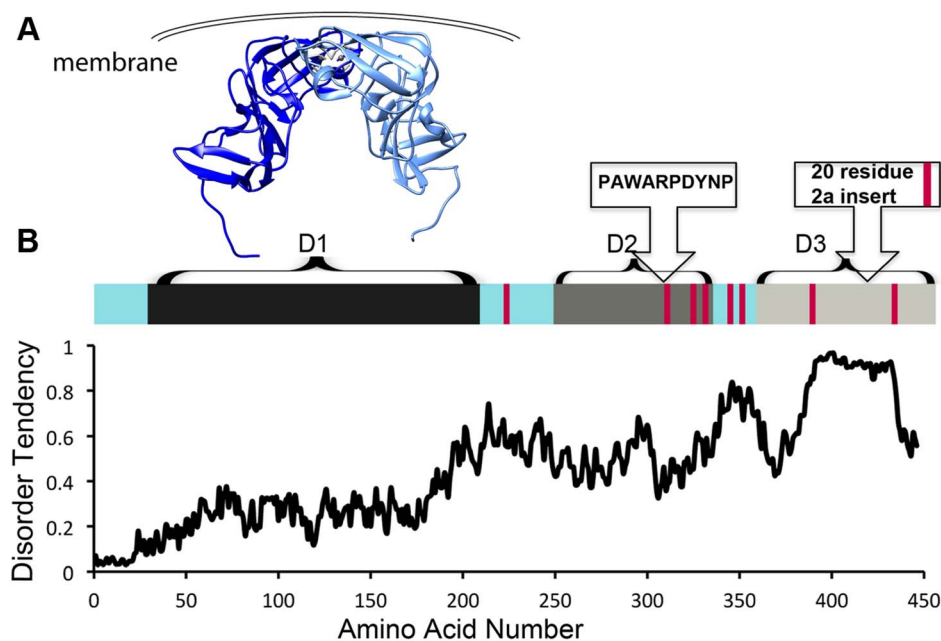 A
membrane
PAWARPDYNP
20 residue
2a insert
B
D1
D2
D3
Disorder Tendency
1
0.8
0.6
0.4
0.2
0
0
50
100
150
200
250
300
350
400
450
Amino Acid Number